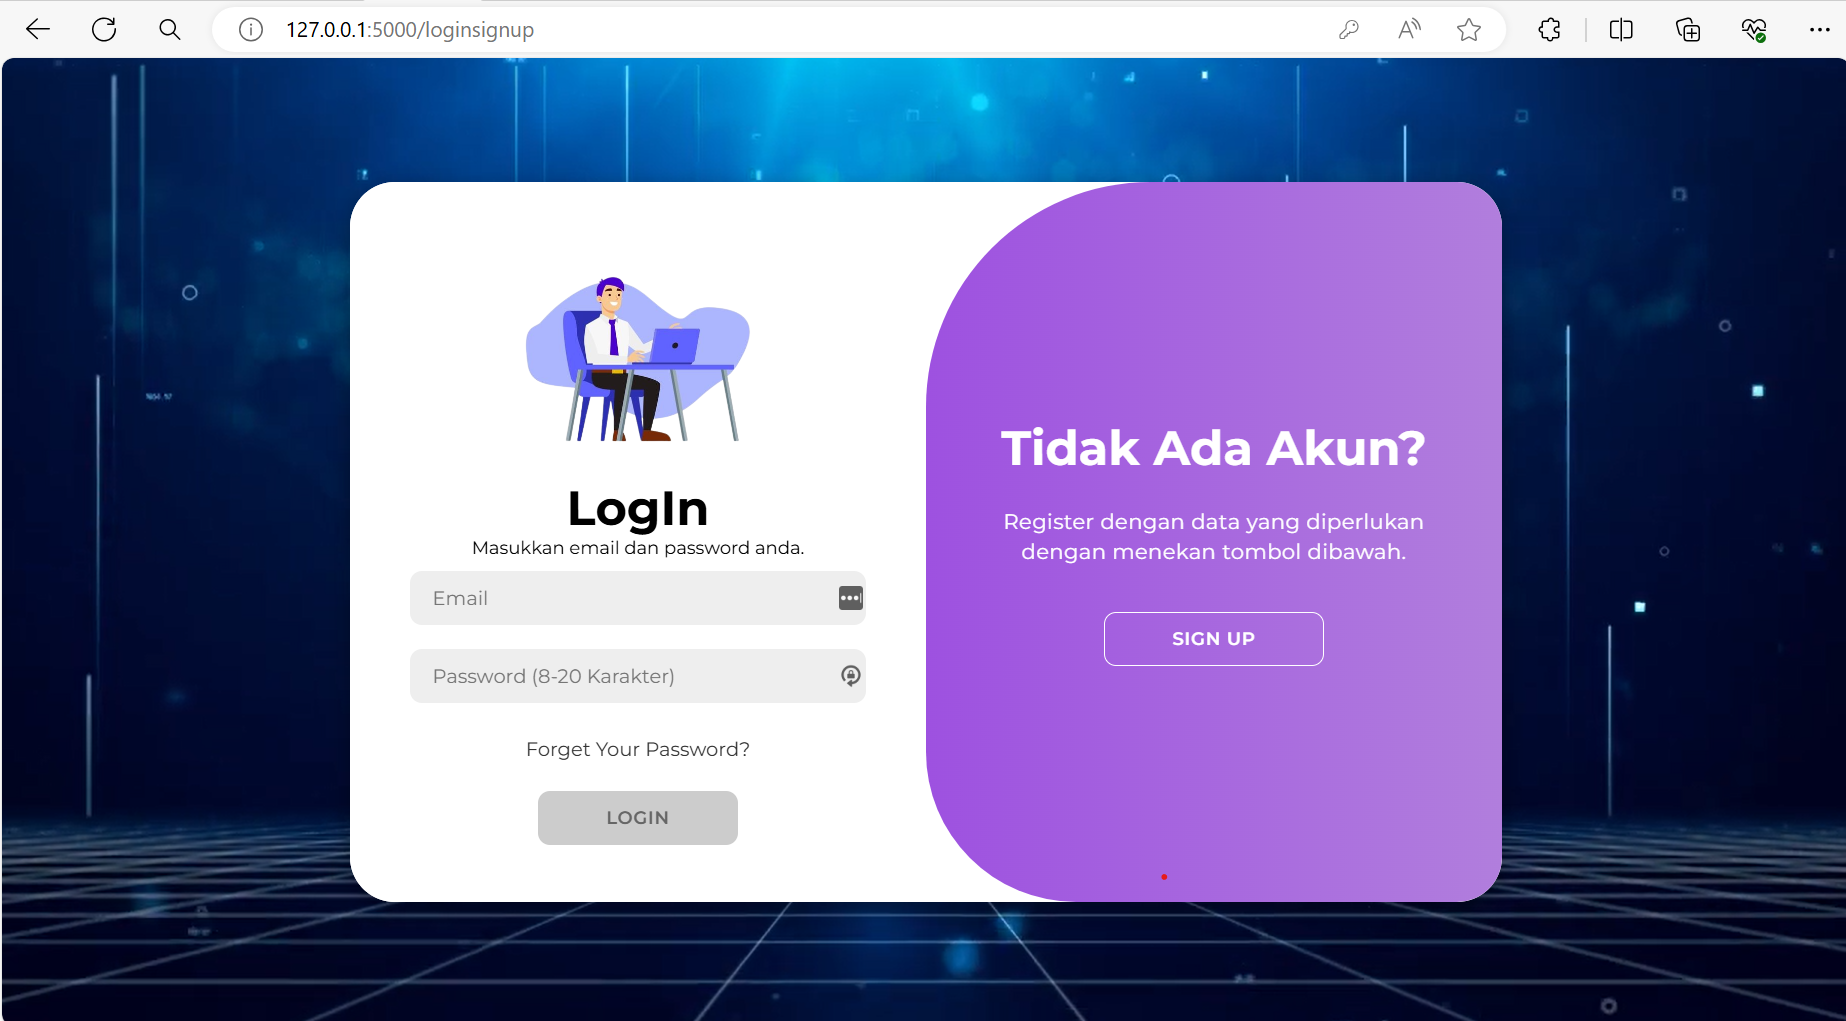 127.0.0.1:5000/loginsignup
LogIn
Masukkan email dan password anda.
Email
Password (8-20 Karakter)
Forget Your Password?
LOGIN
Tidak Ada Akun?
Register dengan data yang diperlukan
dengan menekan tombol dibawah.
SIGN UP